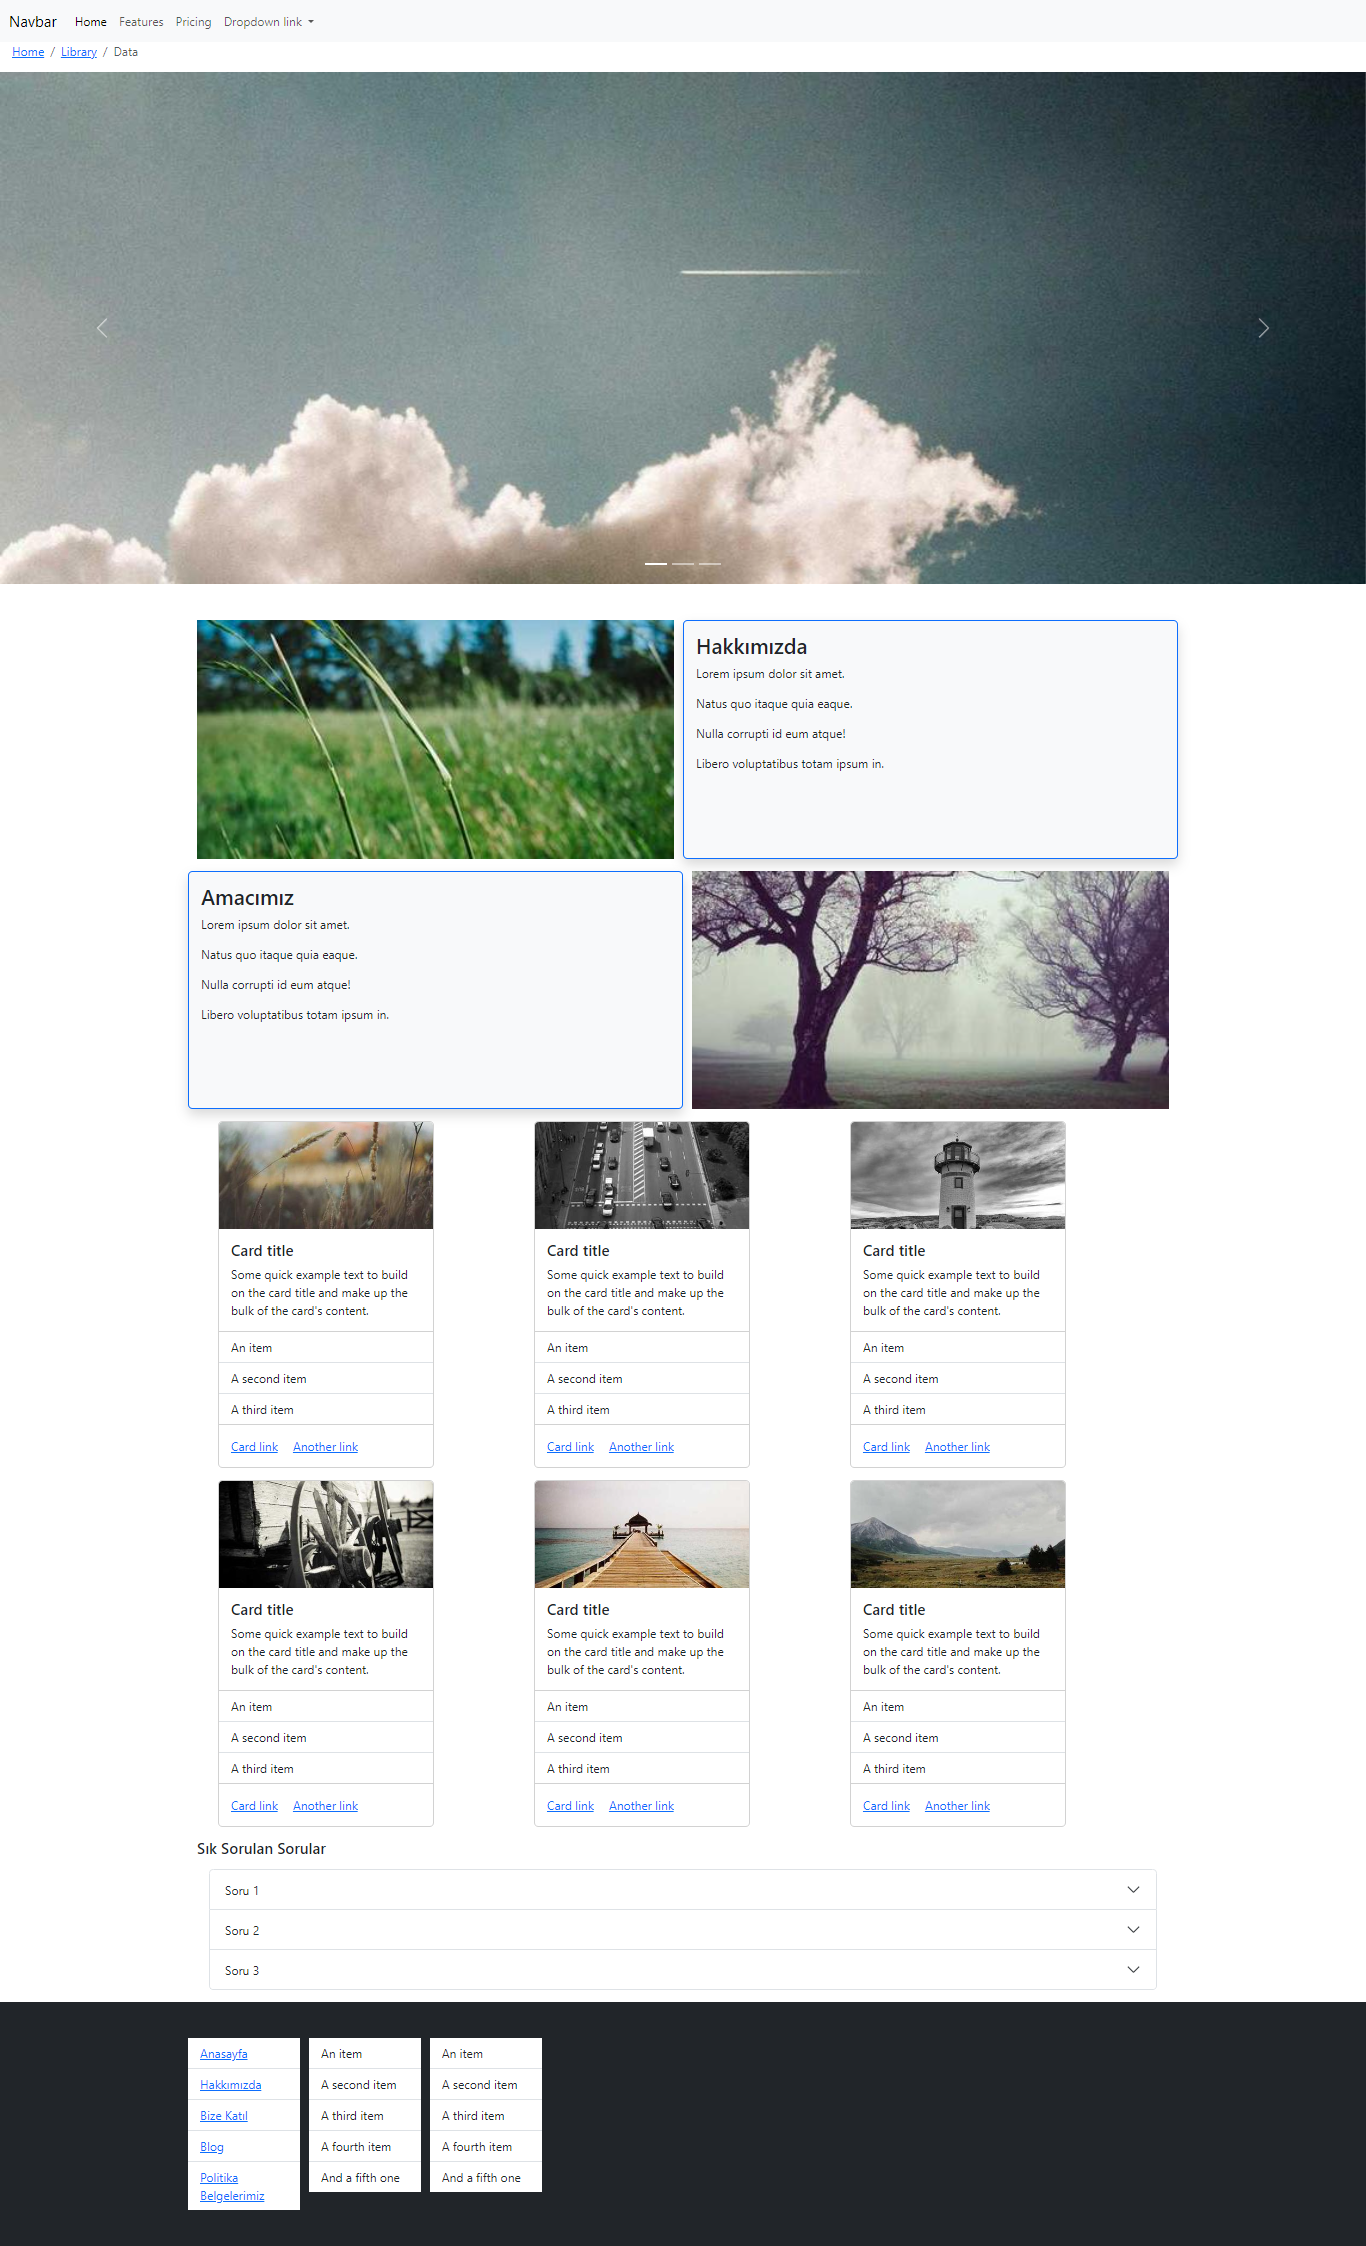 Navbar Home Features Pricing Dropdown link
Home / Library / Data
Hakkımızda
Lorem ipsum dolor sit amet.
Natus quo itaque quia eaque.
Nulla corrupti id eum atque!
Libero voluptatibus totam ipsum in.
Amacımız
Lorem ipsum dolor sit amet.
Natus quo itaque quia eaque.
Nulla corrupti id eum atque!
Libero voluptatibus totam ipsum in.
Card title
Some quick example text to build
on the card title and make up the
bulk of the card's content.
An item
A second item
A third item
Card link Another link
Card title
Some quick example text to build
on the card title and make up the
bulk of the card's content.
An item
A second item
A third item
Card link Another link
Card title
Some quick example text to build
on the card title and make up the
bulk of the card's content.
An item
A second item
A third item
Card link Another link
Card title
Some quick example text to build
on the card title and make up the
bulk of the card's content.
An item
A second item
A third item
Card link Another link
Card title
Some quick example text to build
on the card title and make up the
bulk of the card's content.
An item
A second item
A third item
Card link Another link
Card title
Some quick example text to build
on the card title and make up the
bulk of the card's content.
An item
A second item
A third item
Card link Another link
Sık Sorulan Sorular
Soru 1
Soru 2
Soru 3
Anasayfa
Hakkımızda
Bize Katıl
Blog
Politika
Belgelerimiz
An item
A second item
A third item
A fourth item
And a fifth one
An item
A second item
A third item
A fourth item
And a fifth one